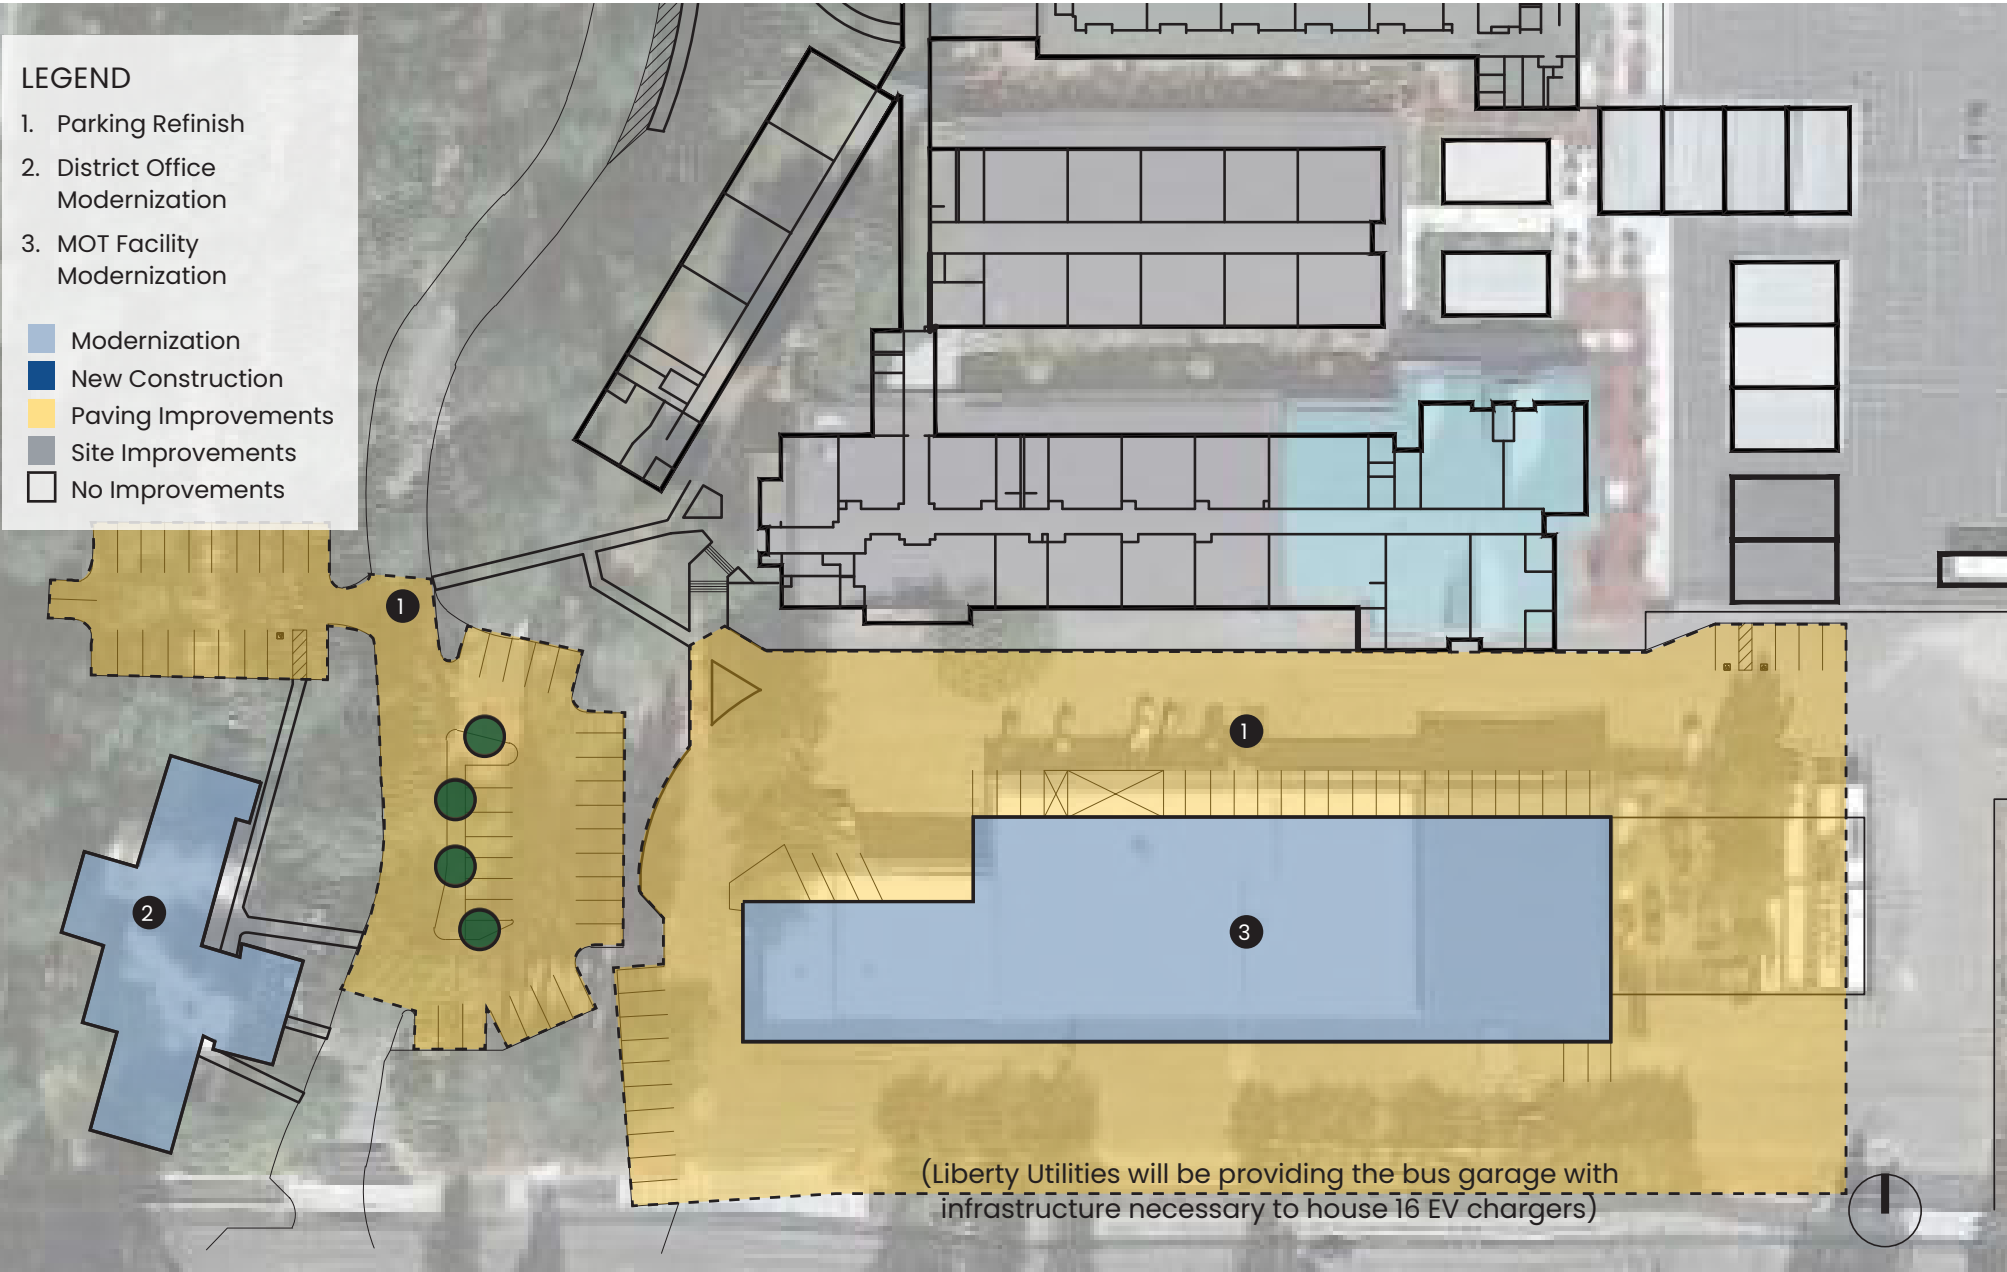 LEGEND
1. Parking Refinish
2. District Office
Modernization
3. MOT Facility
Modernization
Modernization
New Construction
Paving Improvements
Site Improvements
No Improvements
1
1
2
3
(Liberty Utilities will be providing the bus garage with
infrastructure necessary to house 16 EV chargers)